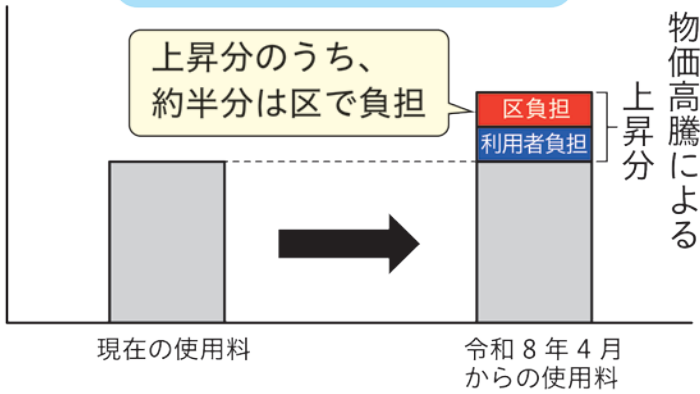 上昇分のうち、
約半分は区で負担
区負担
利用者負担
物価高騰による
上昇分
現在の使用料
令和8年4月
からの使用料